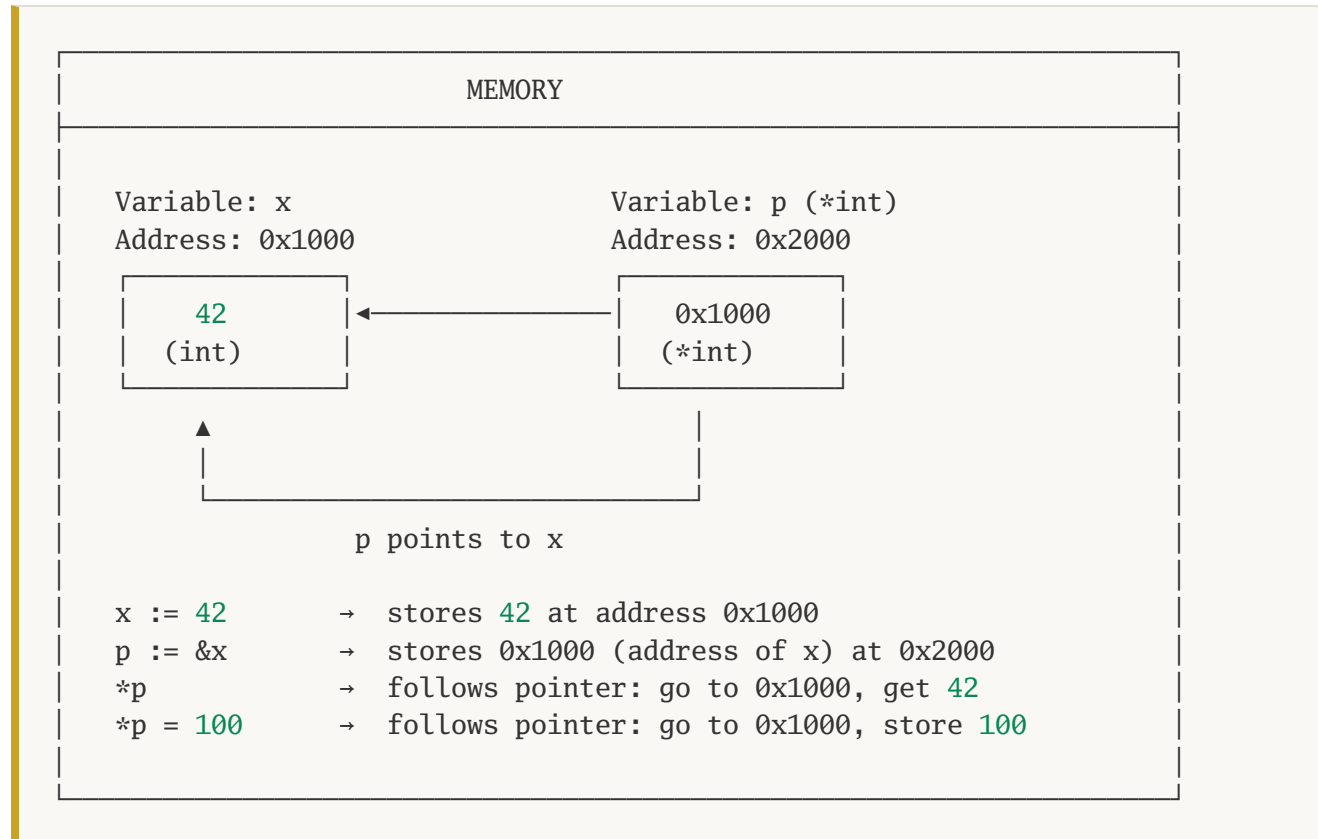 MEMORY
Variable: x Variable: p (*int)
Address: 0x1000 Address: 0x2000
42 0x1000
(int) (*int)
p points to x
x := 42 → stores 42 at address 0x1000
p := &x → stores 0x1000 (address of x) at 0x2000
*p → follows pointer: go to 0x1000, get 42
*p = 100 → follows pointer: go to 0x1000, store 100